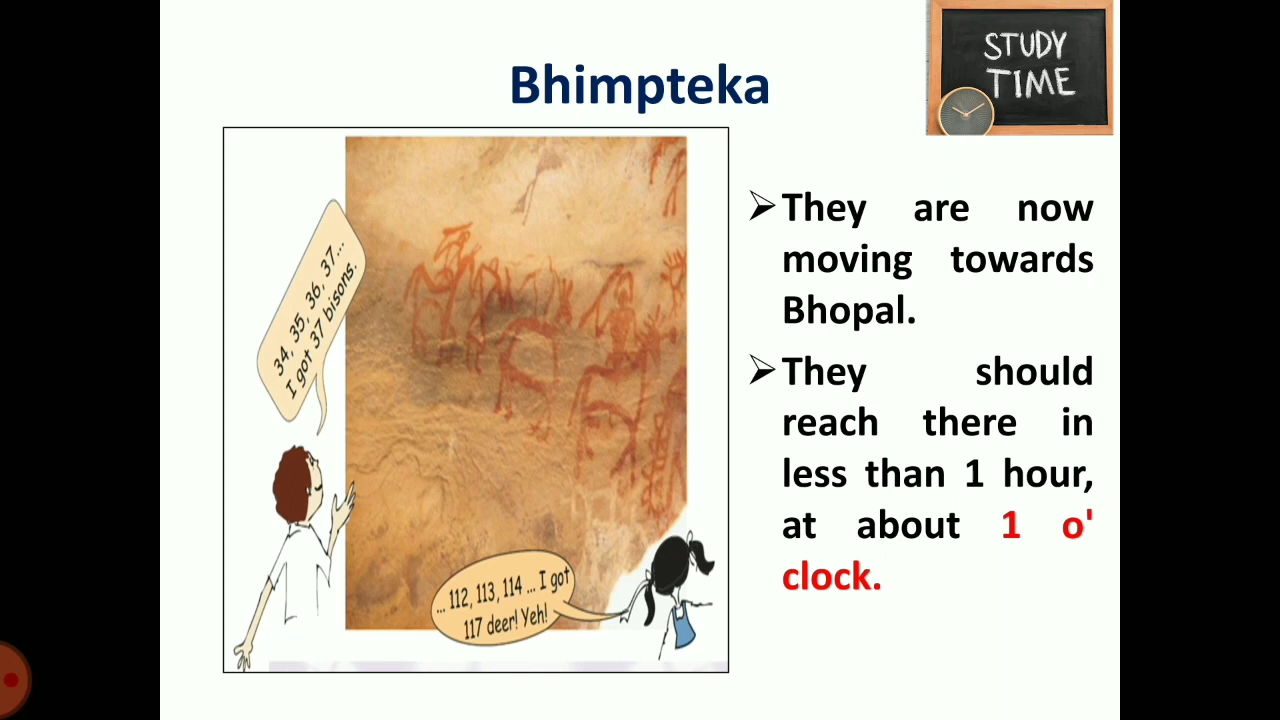 Bhimpteka
STUDY
TIME
34, 35, 36, 37...
I got 37 bisons.
... 112, 113, 114 ... I got
117 deer! Yeh!
They are now
moving towards
Bhopal.
They should
reach there in
less than 1 hour,
at about 1 o'
clock.